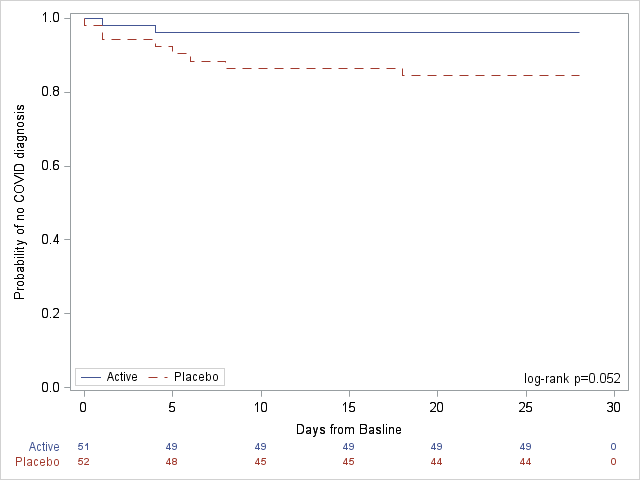 1.0
0.8
0.6
0.4
0.2
0.0
Probability of no COVID diagnosis
Active Placebo
log-rank p=0.052
0 5 10 15 20 25 30
Days from Basline
Active 51 49 49 49 49 49 0
Placebo 52 48 45 45 44 44 0